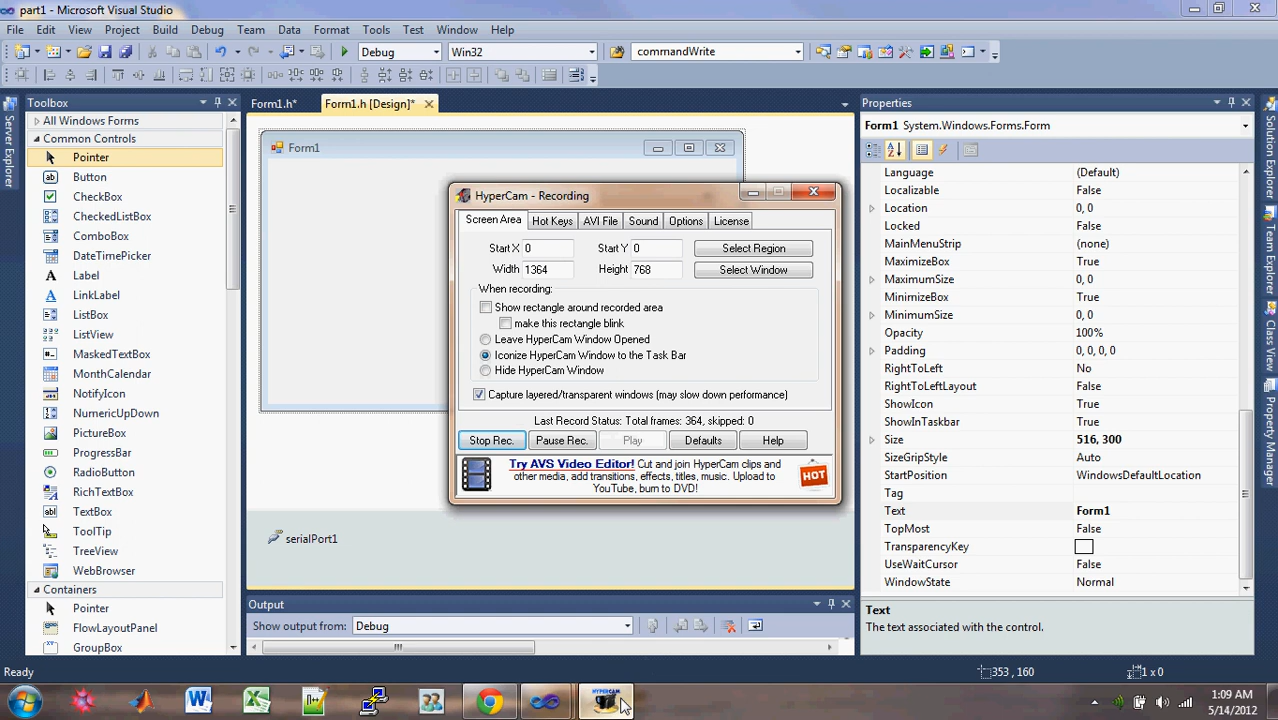 part1 - Microsoft Visual Studio
File Edit View Project Build Debug Team Data Format Tools Test Window Help
Debug Win32 commandWrite
Server Explorer
Toolbox
All Windows Forms
Common Controls
Pointer
Button
CheckBox
CheckedListBox
ComboBox
DateTimePicker
Label
LinkLabel
ListBox
ListView
MaskedTextBox
MonthCalendar
NotifyIcon
NumericUpDown
PictureBox
ProgressBar
RadioButton
RichTextBox
TextBox
ToolTip
TreeView
WebBrowser
Containers
Pointer
FlowLayoutPanel
GroupBox
Form1.h* Form1.h [Design]*
Form1
HyperCam - Recording
Screen Area Hot Keys AVI File Sound Options License
Start X 0 Start Y 0 Select Region
Width 1364 Height 768 Select Window
When recording:
Show rectangle around recorded area
make this rectangle blink
Leave HyperCam Window Opened
Iconize HyperCam Window to the Task Bar
Hide HyperCam Window
Capture layered/transparent windows (may slow down performance)
Last Record Status: Total frames: 364, skipped: 0
Stop Rec. Pause Rec. Play Defaults Help
Try AVS Video Editor! Cut and join HyperCam clips and
other media, add transitions, effects, titles, music. Upload to
YouTube, burn to DVD!
HOT
serialPort1
Output
Show output from: Debug
Properties
Form1 System.Windows.Forms.Form
Language (Default)
Localizable False
Location 0, 0
Locked False
MainMenuStrip (none)
MaximizeBox True
MaximumSize 0, 0
MinimizeBox True
MinimumSize 0, 0
Opacity 100%
Padding 0, 0, 0, 0
RightToLeft No
RightToLeftLayout False
ShowIcon True
ShowInTaskbar True
Size 516, 300
SizeGripStyle Auto
StartPosition WindowsDefaultLocation
Tag
Text Form1
TopMost False
TransparencyKey
UseWaitCursor False
WindowState Normal
Text
The text associated with the control.
Solution Explorer
Team Explorer
Class View
Property Manager
Ready 353 , 160 1 x 0
HYPERCAM
1:09 AM
5/14/2012